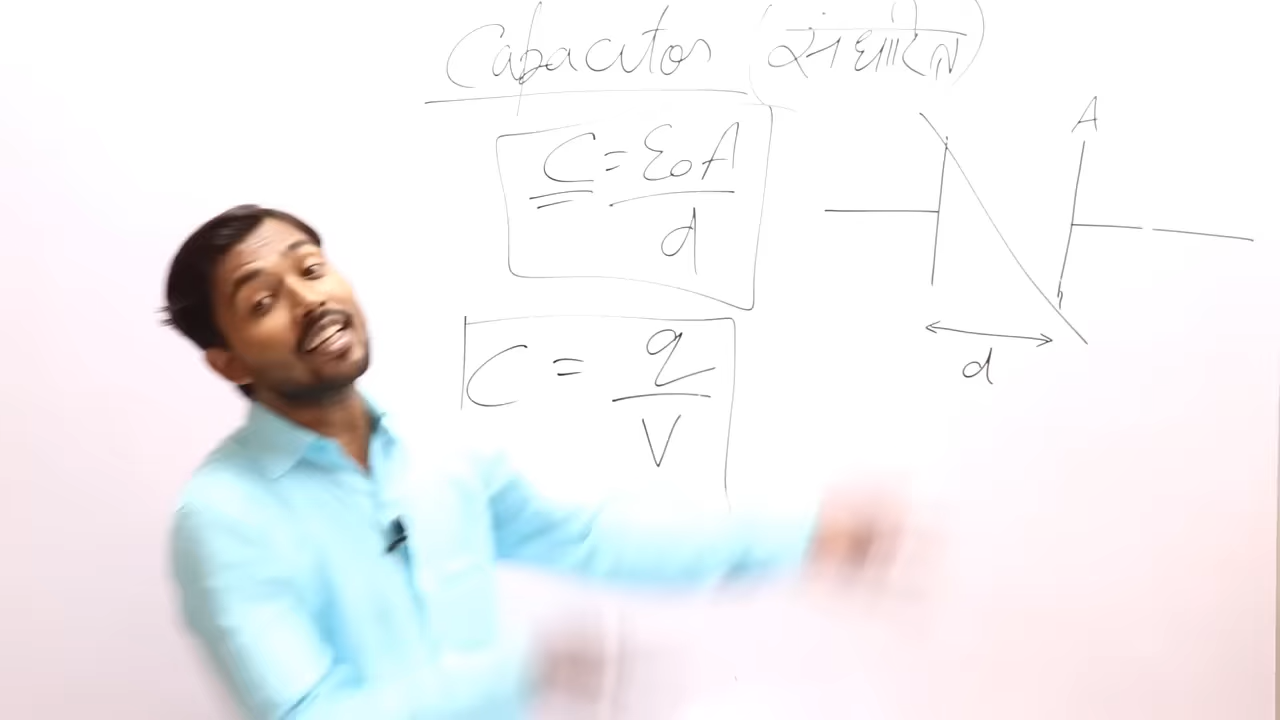 Capacitor (संधारित्र)
C = ε₀A / d
C = q / V
A
d